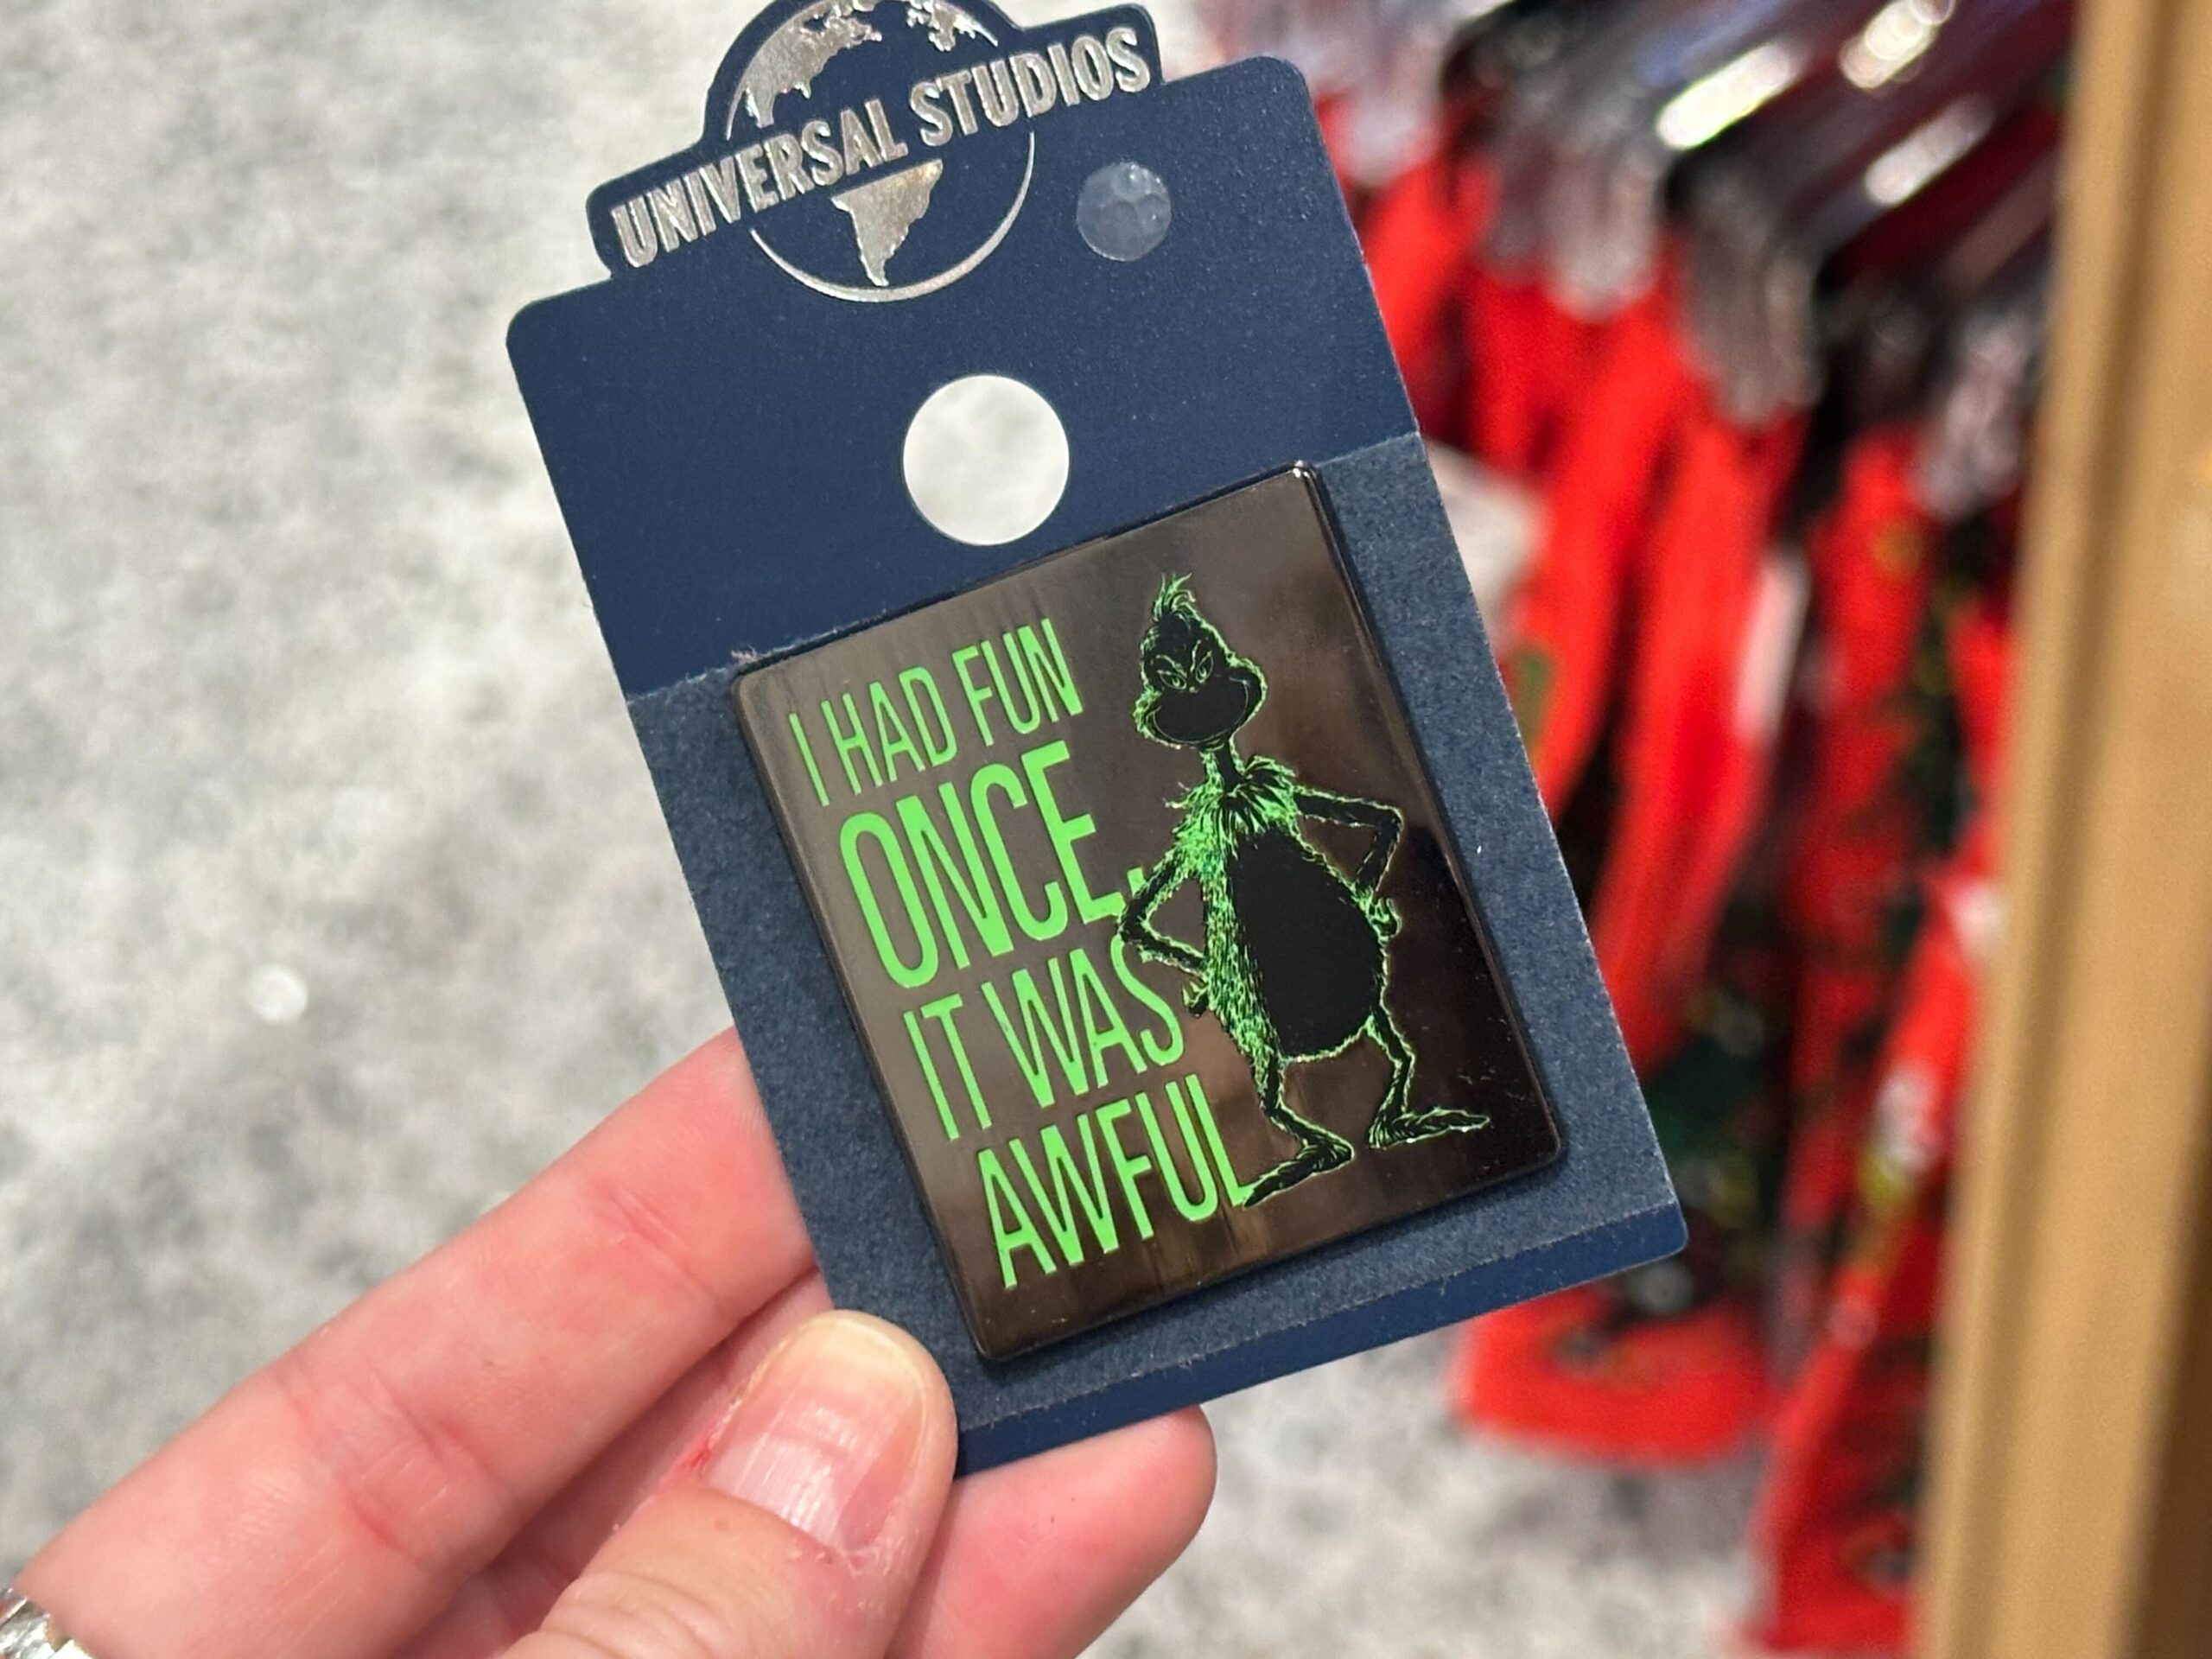 UNIVERSAL STUDIOS
I HAD FUN
ONCE,
IT WAS
AWFUL